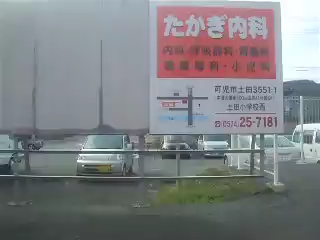 たかぎ内科
内科・呼吸器科・胃腸科
循環器科・小児科
可児市土田3551-1
土田小学校西
☎(0574)25-7181